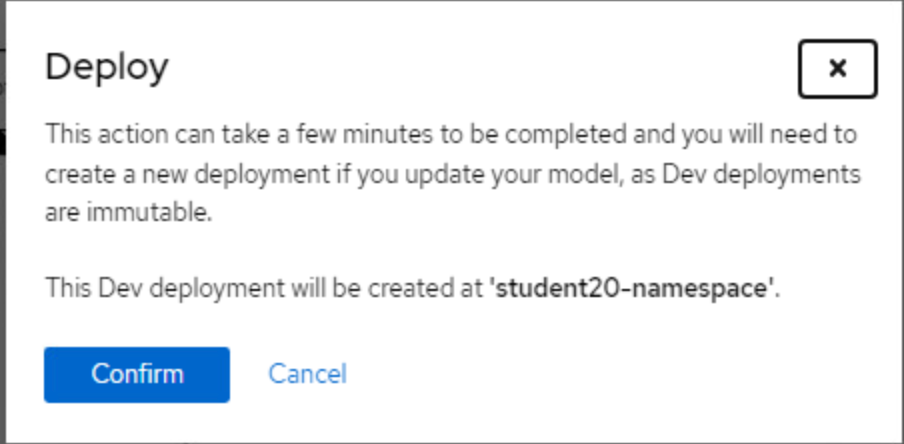 Deploy
This action can take a few minutes to be completed and you will need to
create a new deployment if you update your model, as Dev deployments
are immutable.
This Dev deployment will be created at 'student20-namespace'.
Confirm Cancel